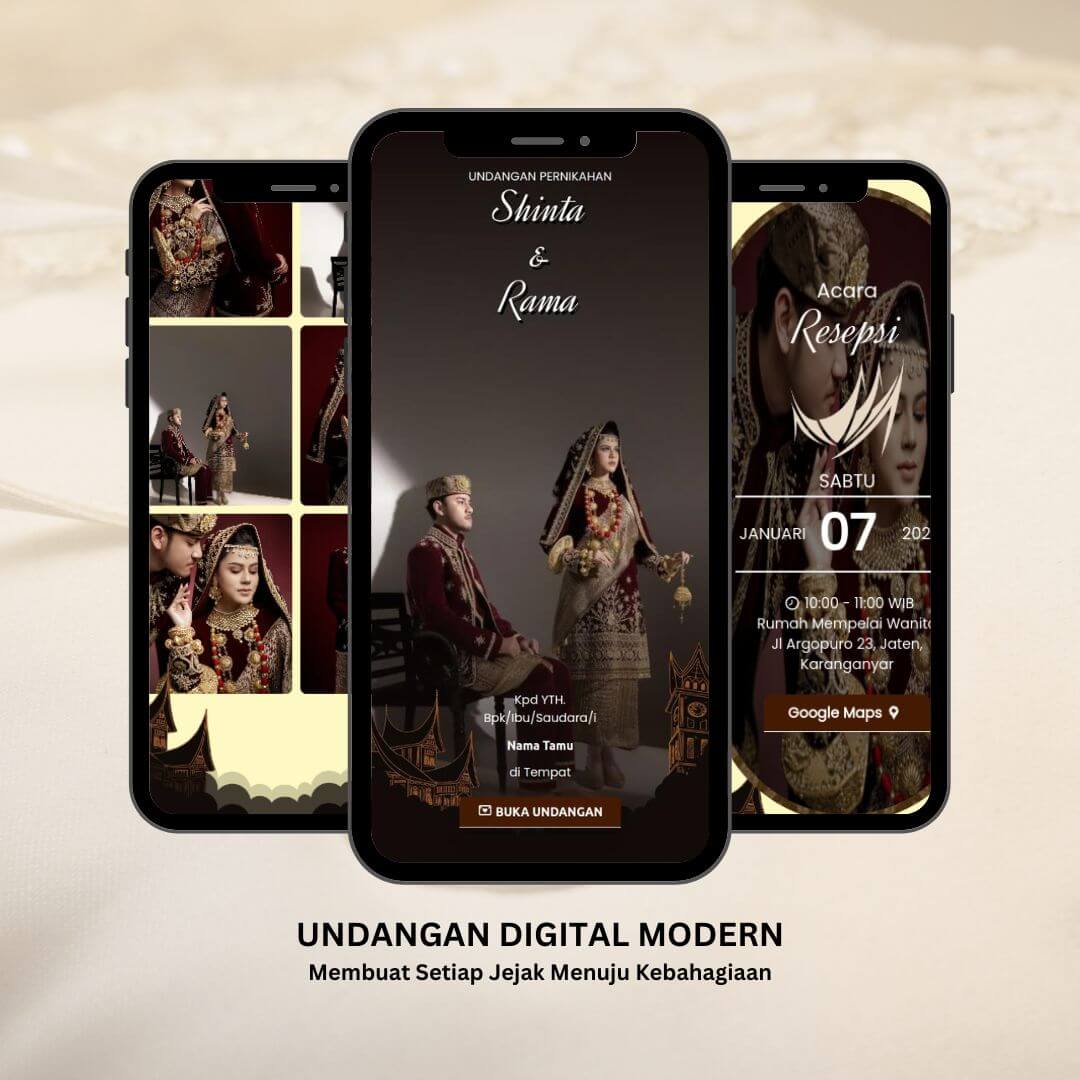 UNDANGAN PERNIKAHAN
Shinta
&
Rama
Kpd YTH.
Bpk/Ibu/Saudara/i
Nama Tamu
di Tempat
BUKA UNDANGAN
Acara
Resepsi
SABTU
JANUARI 07 202
10:00 - 11:00 WIB
Rumah Mempelai Wanita
Jl Argopuro 23, Jaten,
Karanganyar
Google Maps
UNDANGAN DIGITAL MODERN
Membuat Setiap Jejak Menuju Kebahagiaan